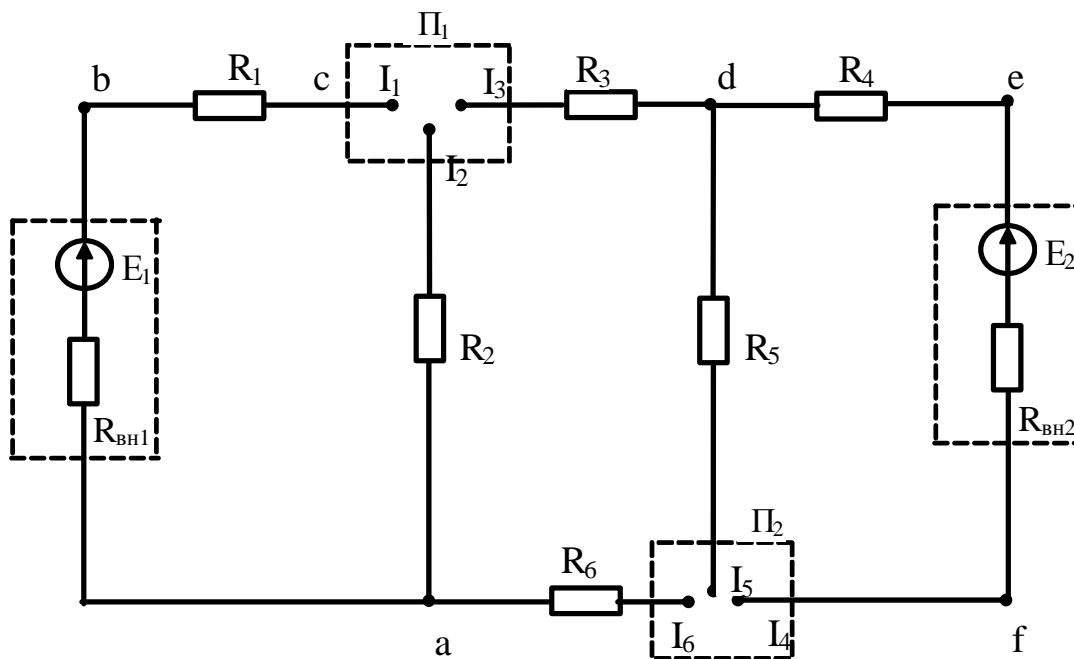 П₁
b
R₁
c
I₁
I₃
R₃
d
R₄
e
I₂
E₁
E₂
R₂
R₅
Rвн1
Rвн2
П₂
R₆
I₅
I₆
I₄
a
f